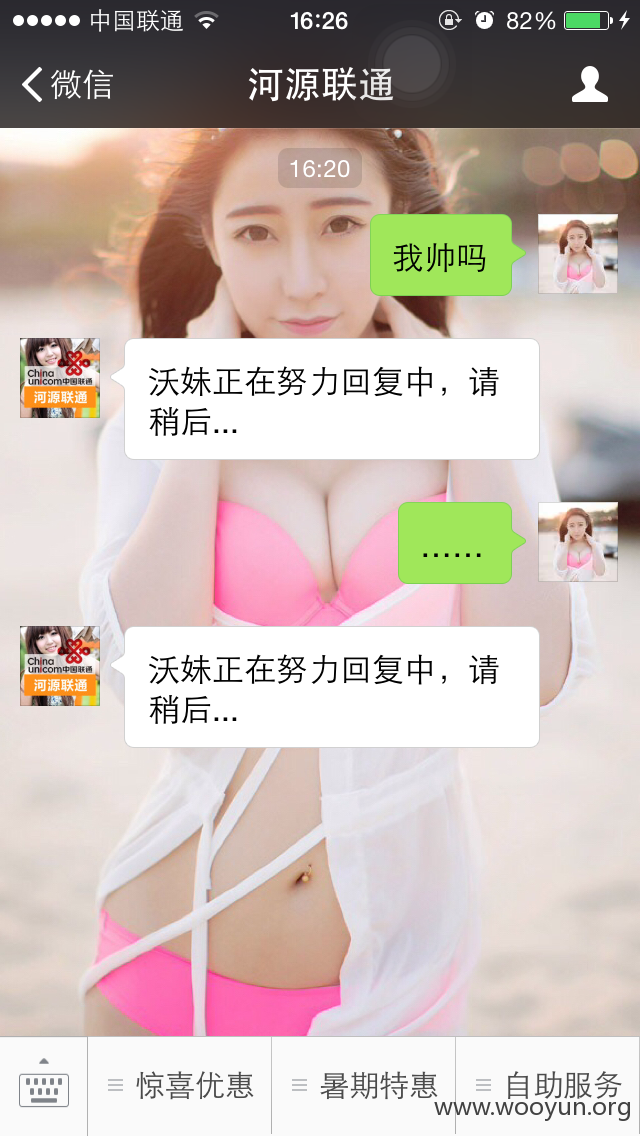 中国联通
16:26
82%
微信
河源联通
16:20
我帅吗
China
unicom中国联通
河源联通
沃妹正在努力回复中，请
稍后...
......
China
unicom中国联通
河源联通
沃妹正在努力回复中，请
稍后...
惊喜优惠
暑期特惠
自助服务
www.wooyun.org